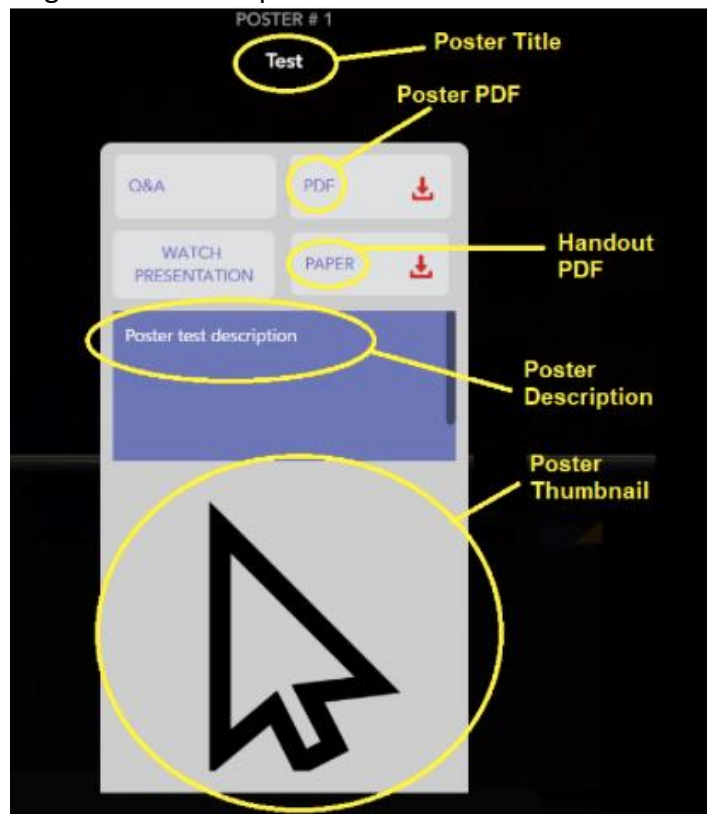 POSTER # 1
Test
Poster Title
Poster PDF
Q&A
PDF
WATCH
PRESENTATION
PAPER
Handout
PDF
Poster test description
Poster
Description
Poster
Thumbnail